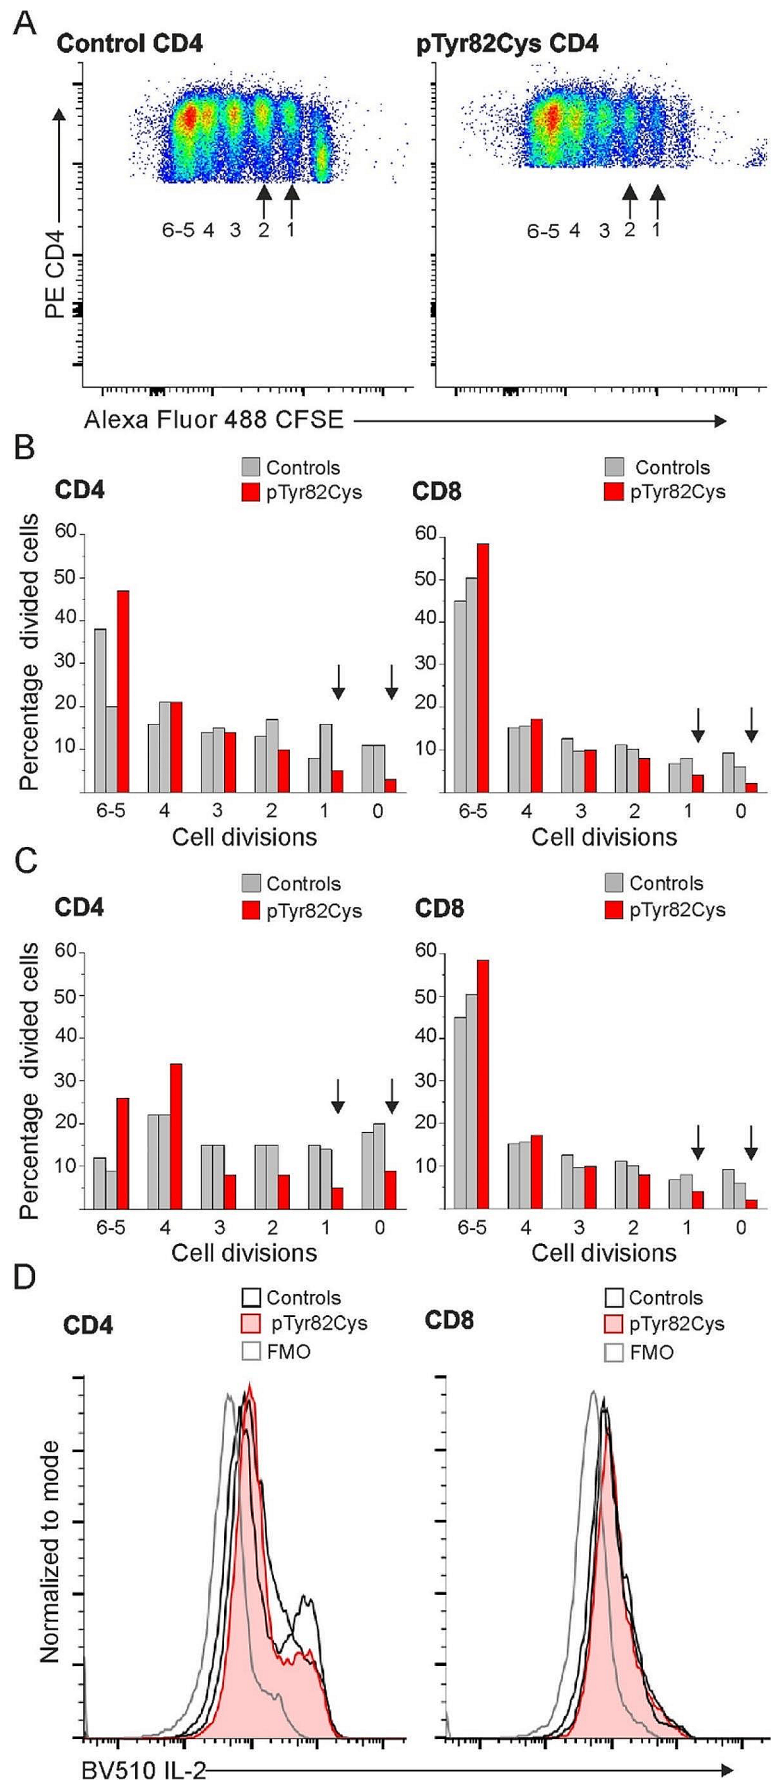 A
Control CD4 pTyr82Cys CD4
PE CD4
6-5 4 3 2 1 6-5 4 3 2 1
Alexa Fluor 488 CFSE
B
CD4 Controls pTyr82Cys
CD8 Controls pTyr82Cys
Percentage divided cells
60 50 40 30 20 10
60 50 40 30 20 10
6-5 4 3 2 1 0 6-5 4 3 2 1 0
Cell divisions Cell divisions
C
CD4 Controls pTyr82Cys
CD8 Controls pTyr82Cys
Percentage divided cells
60 50 40 30 20 10
60 50 40 30 20 10
6-5 4 3 2 1 0 6-5 4 3 2 1 0
Cell divisions Cell divisions
D
CD4 Controls pTyr82Cys FMO
CD8 Controls pTyr82Cys FMO
Normalized to mode
BV510 IL-2